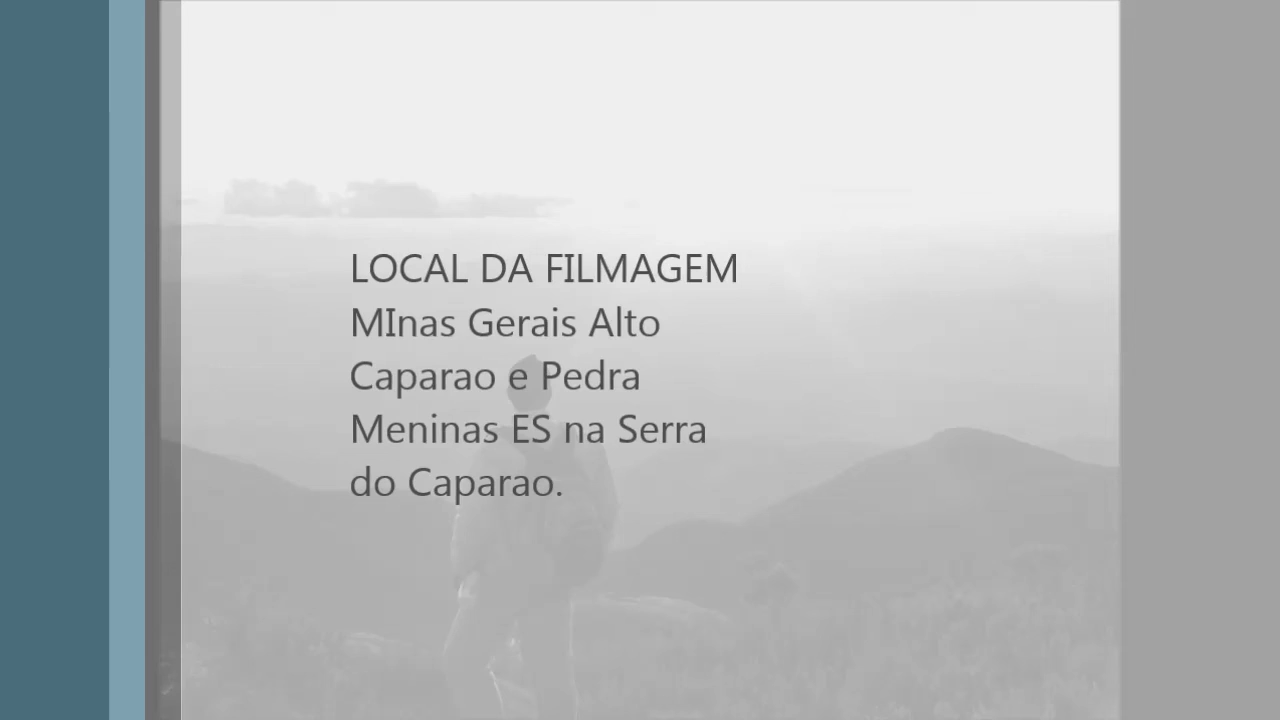 LOCAL DA FILMAGEM
MInas Gerais Alto
Caparao e Pedra
Meninas ES na Serra
do Caparao.